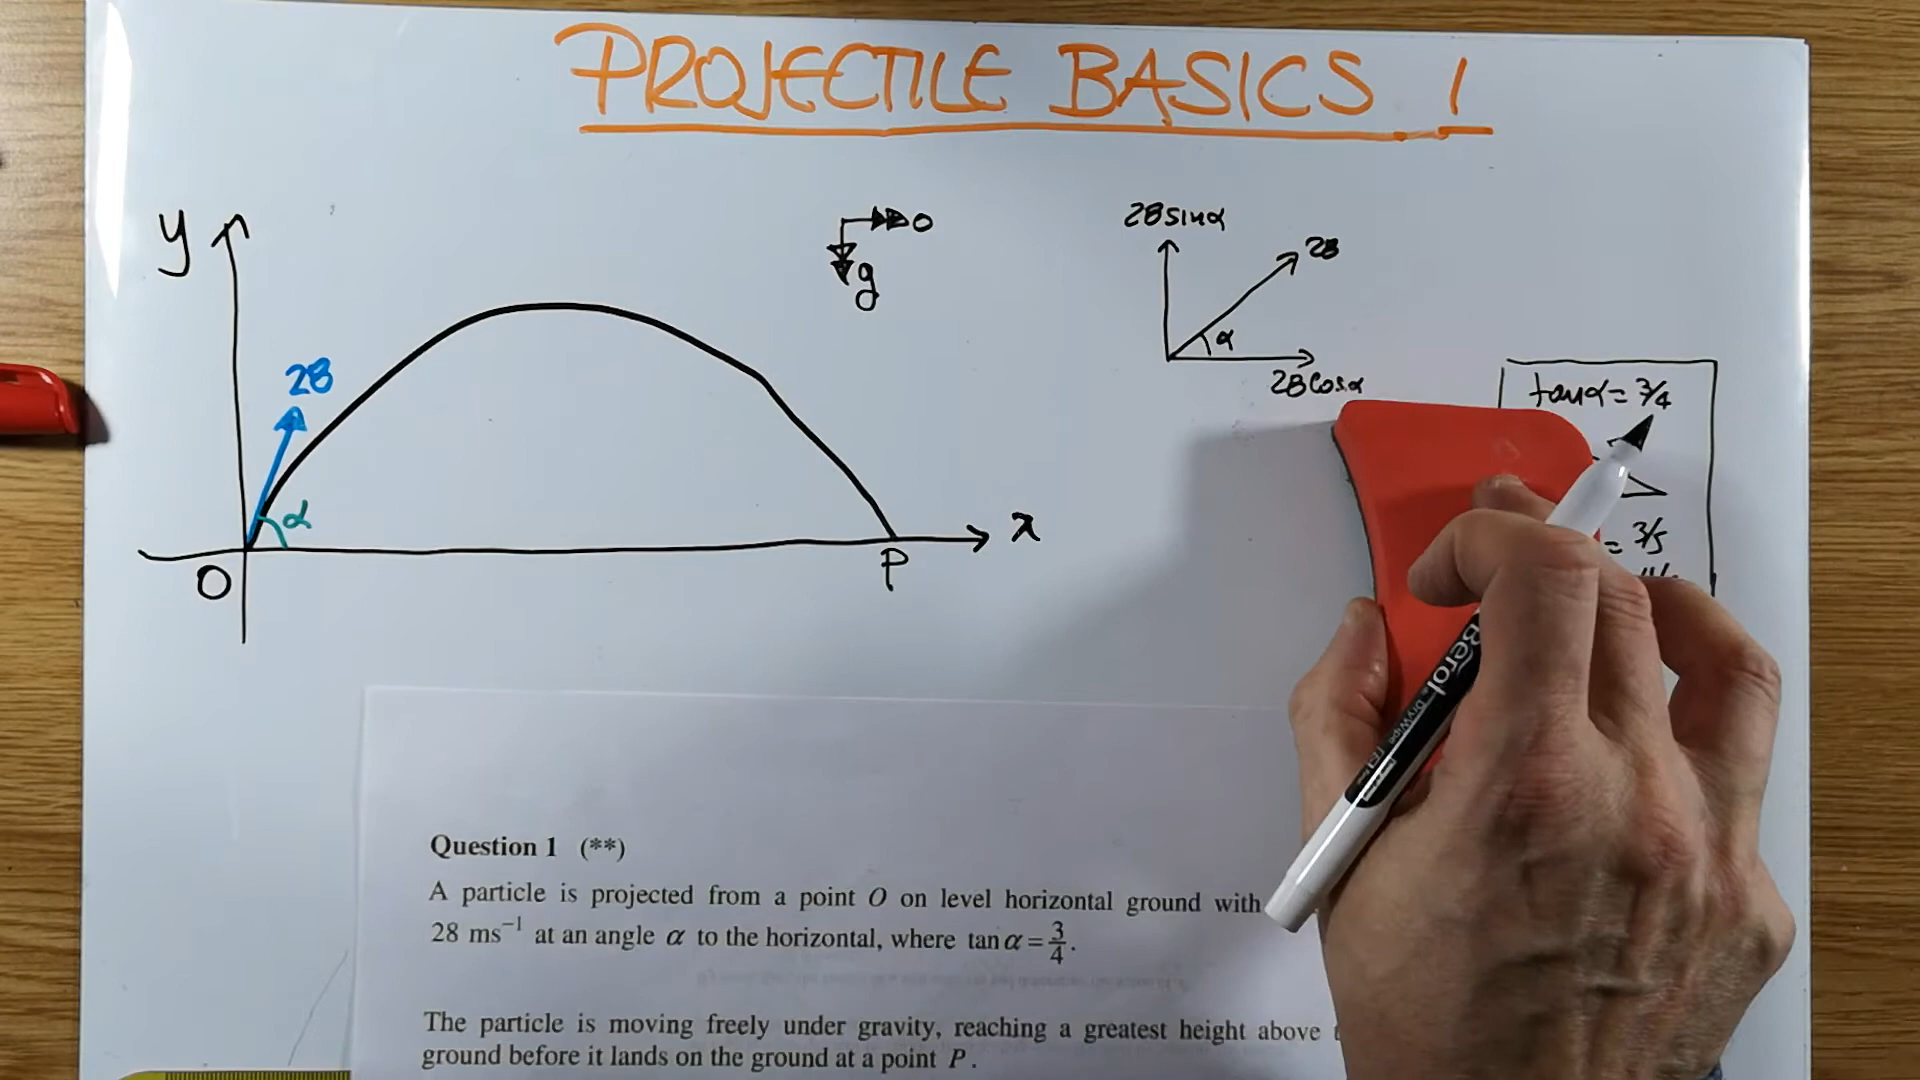 PROJECTILE BASICS 1
y
0
g
28
α
O
P
x
28sinα
28
α
28cosα
tanα = 3/4
= 3/5
Berol
DryWipe
Question 1 (**)
A particle is projected from a point O on level horizontal ground with
28 ms⁻¹ at an angle α to the horizontal, where tan α = 3/4.
The particle is moving freely under gravity, reaching a greatest height above
ground before it lands on the ground at a point P.